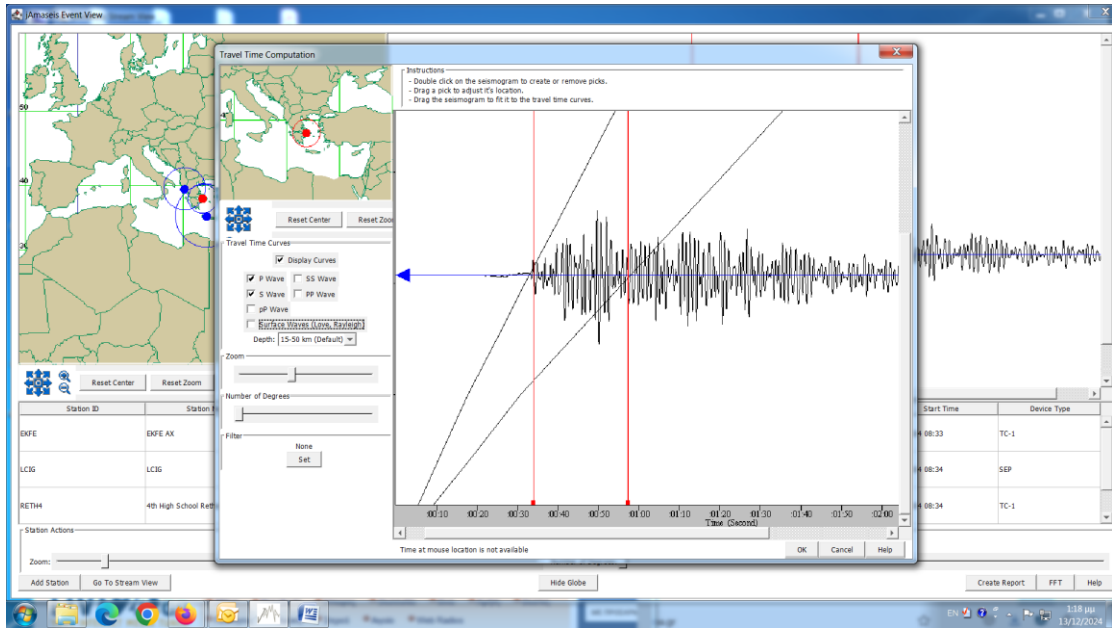 jAmaseis Event View
Travel Time Computation
Instructions
- Double click on the seismogram to create or remove picks.
- Drag a pick to adjust it's location.
- Drag the seismogram to fit it to the travel time curves.
50
40
Reset Center
Reset Zoo
Travel Time Curves
Display Curves
P Wave
SS Wave
S Wave
PP Wave
pP Wave
Surface Waves (Love, Rayleigh)
Depth:
15-50 km (Default)
Zoom
Number of Degrees
Filter
None
Set
:00:10
:00:20
:00:30
:00:40
:00:50
:01:00
:01:10
:01:20
:01:30
:01:40
:01:50
:02:00
Time (Second)
Time at mouse location is not available
OK
Cancel
Help
Reset Center
Reset Zoom
Station ID
Station
Start Time
Device Type
EKFE
EKFE AX
4 08:33
TC-1
LCIG
LCIG
4 08:34
SEP
RETH4
4th High School Reth
4 08:34
TC-1
Station Actions
Zoom:
Add Station
Go To Stream View
Hide Globe
Create Report
FFT
Help
EN
1:18 μμ
13/12/2024